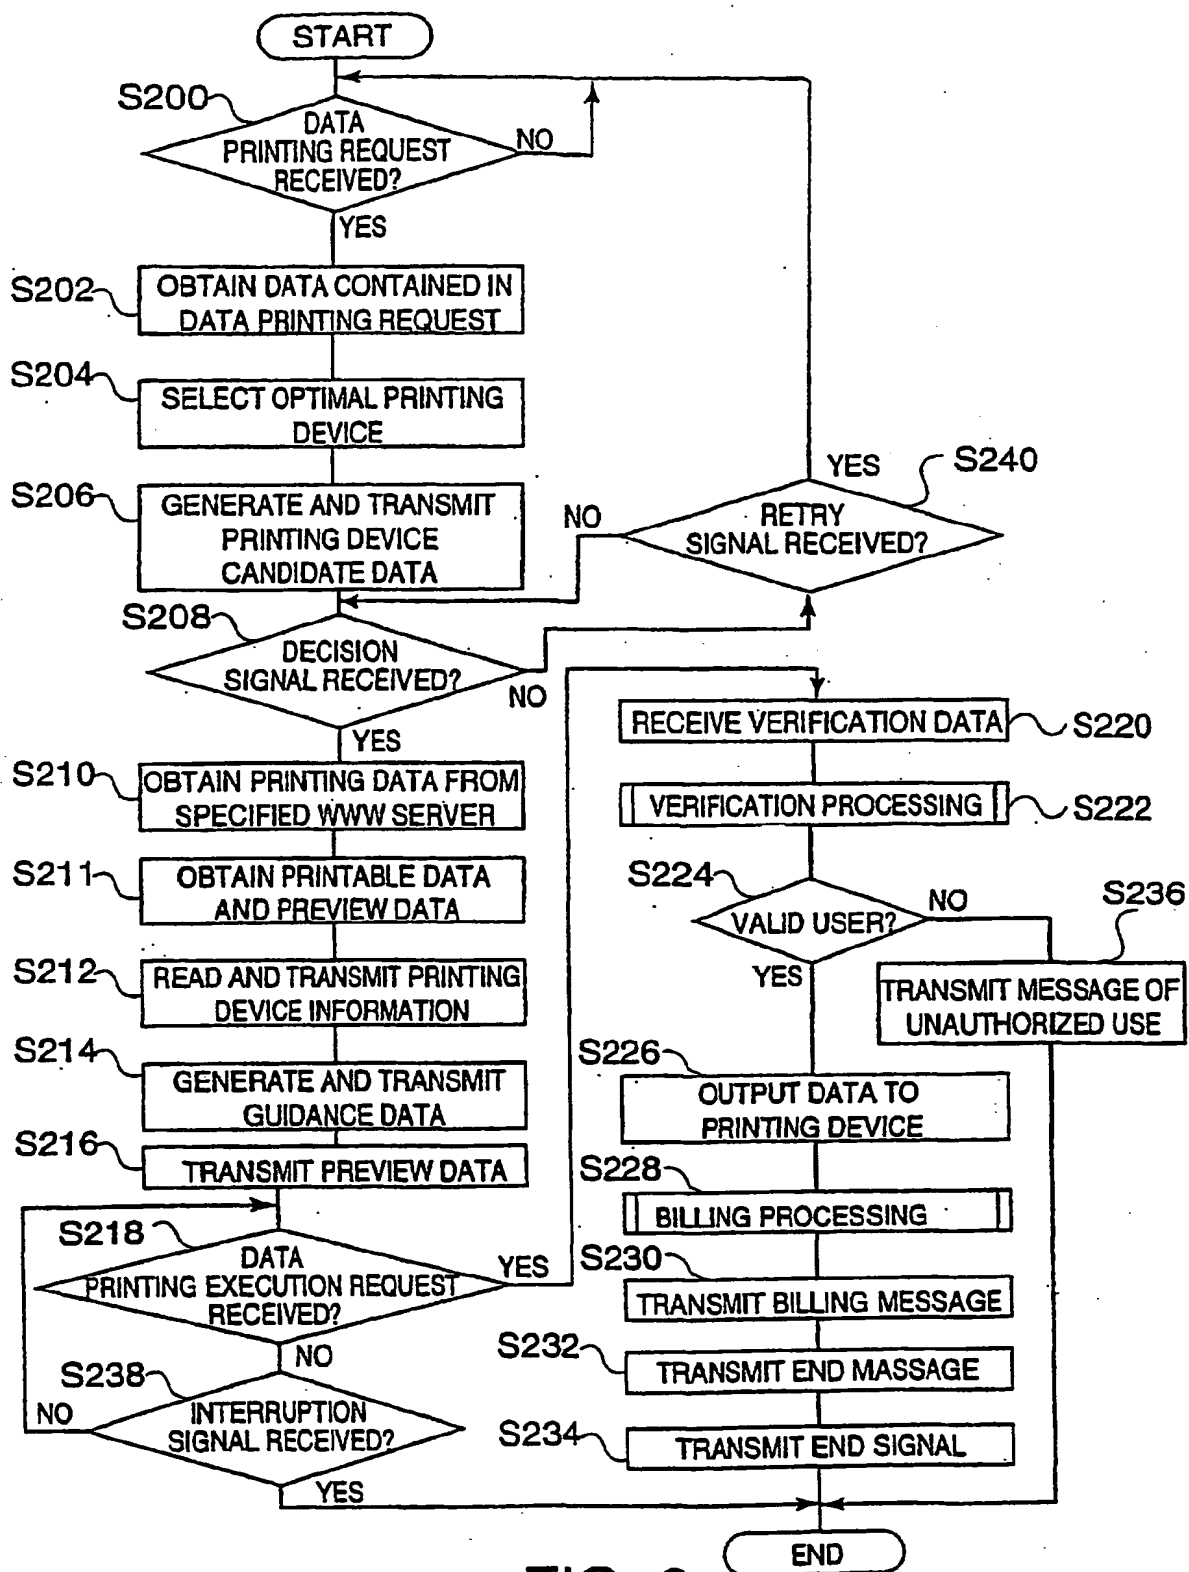 START
S200
DATA
PRINTING REQUEST
RECEIVED?
NO
YES
S202
OBTAIN DATA CONTAINED IN
DATA PRINTING REQUEST
S204
SELECT OPTIMAL PRINTING
DEVICE
S206
GENERATE AND TRANSMIT
PRINTING DEVICE
CANDIDATE DATA
YES
S240
NO
RETRY
SIGNAL RECEIVED?
S208
DECISION
SIGNAL RECEIVED?
NO
YES
S210
OBTAIN PRINTING DATA FROM
SPECIFIED WWW SERVER
S211
OBTAIN PRINTABLE DATA
AND PREVIEW DATA
S212
READ AND TRANSMIT PRINTING
DEVICE INFORMATION
S214
GENERATE AND TRANSMIT
GUIDANCE DATA
S216
TRANSMIT PREVIEW DATA
S218
DATA
PRINTING EXECUTION REQUEST
RECEIVED?
YES
NO
S238
INTERRUPTION
SIGNAL RECEIVED?
NO
YES
RECEIVE VERIFICATION DATA
S220
VERIFICATION PROCESSING
S222
S224
VALID USER?
NO
YES
S236
TRANSMIT MESSAGE OF
UNAUTHORIZED USE
S226
OUTPUT DATA TO
PRINTING DEVICE
S228
BILLING PROCESSING
S230
TRANSMIT BILLING MESSAGE
S232
TRANSMIT END MASSAGE
S234
TRANSMIT END SIGNAL
END